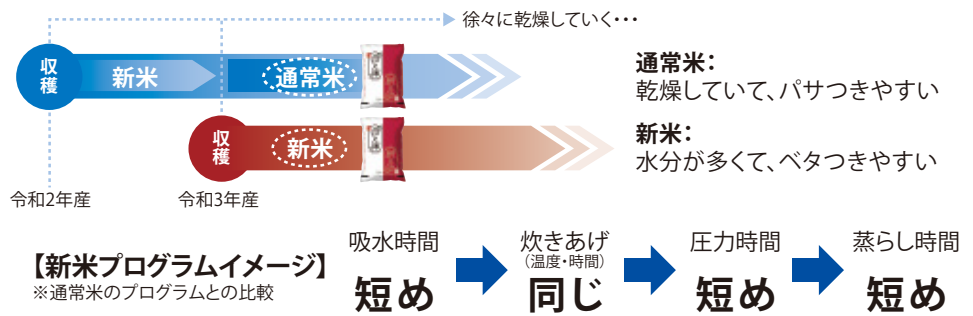 徐々に乾燥していく・・・
収穫
新米
通常米
通常米：
乾燥していて、パサつきやすい
収穫
新米
新米：
水分が多くて、ベタつきやすい
令和2年産
令和3年産
【新米プログラムイメージ】
※通常米のプログラムとの比較
吸水時間
短め
炊きあげ
（温度・時間）
同じ
圧力時間
短め
蒸らし時間
短め